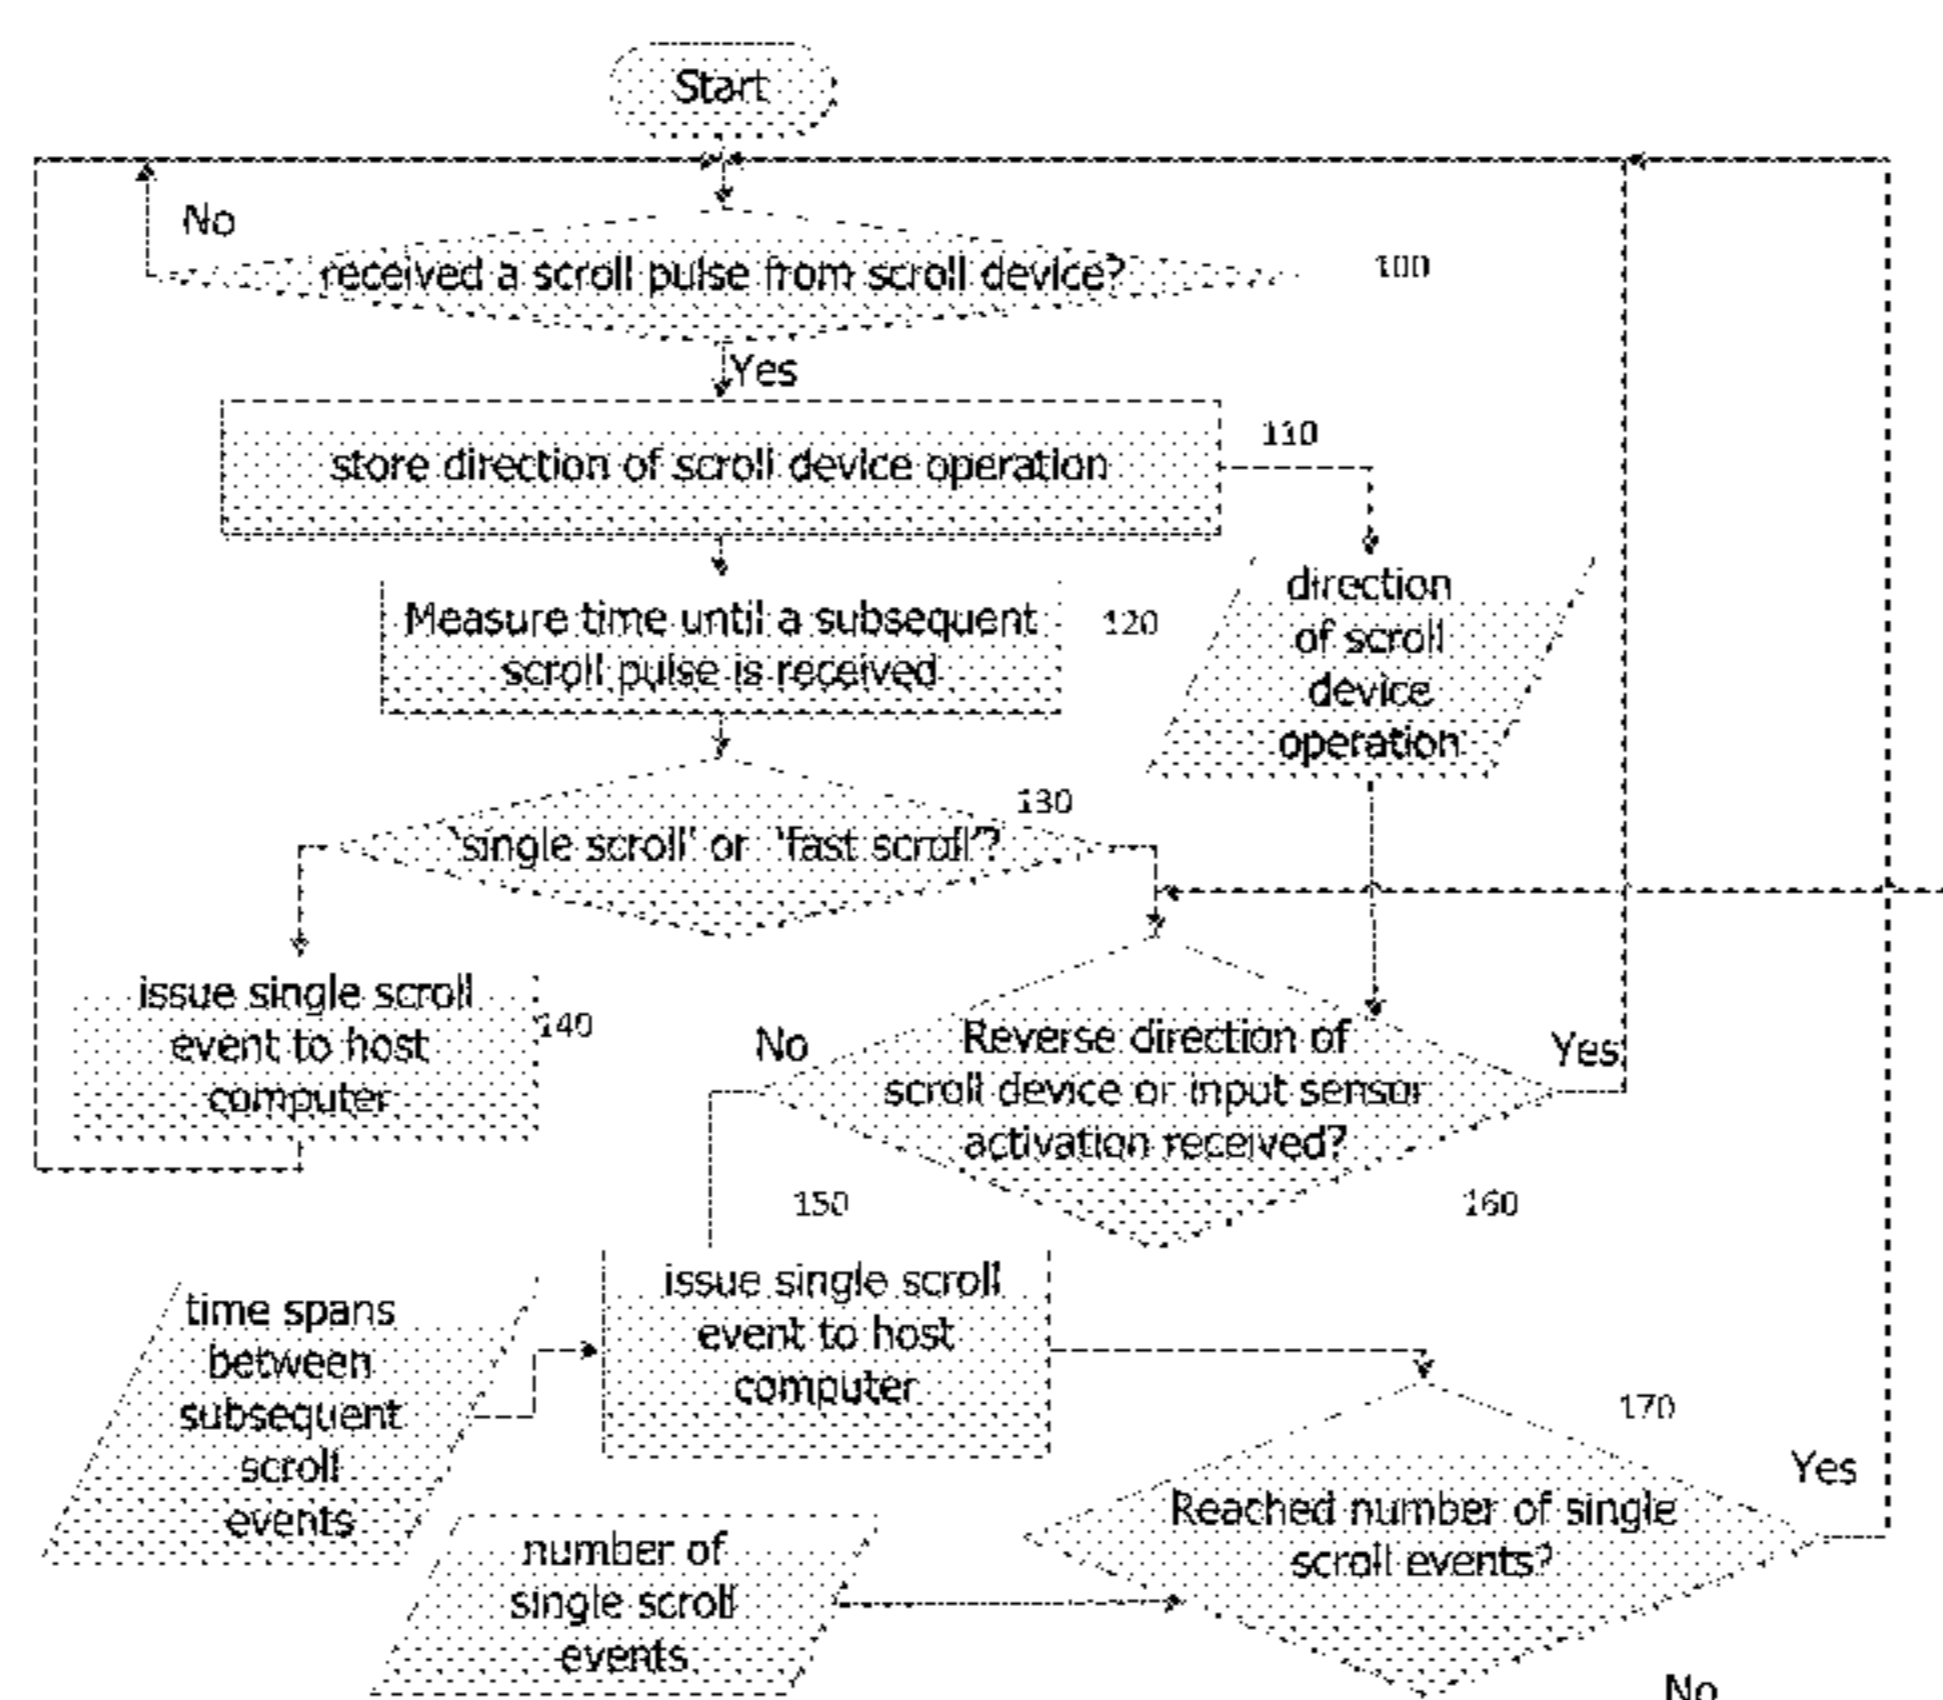 Start
No
received a scroll pulse from scroll device?
100
Yes
store direction of scroll device operation
110
Measure time until a subsequent
scroll pulse is received
120
direction
of scroll
device
operation
130
'single scroll' or 'fast scroll'?
issue single scroll
event to host
computer
140
No
Reverse direction of
scroll device or input sensor
activation received?
Yes
150
160
issue single scroll
event to host
computer
time spans
between
subsequent
scroll
events
170
Yes
Reached number of single
scroll events?
number of
single scroll
events
No